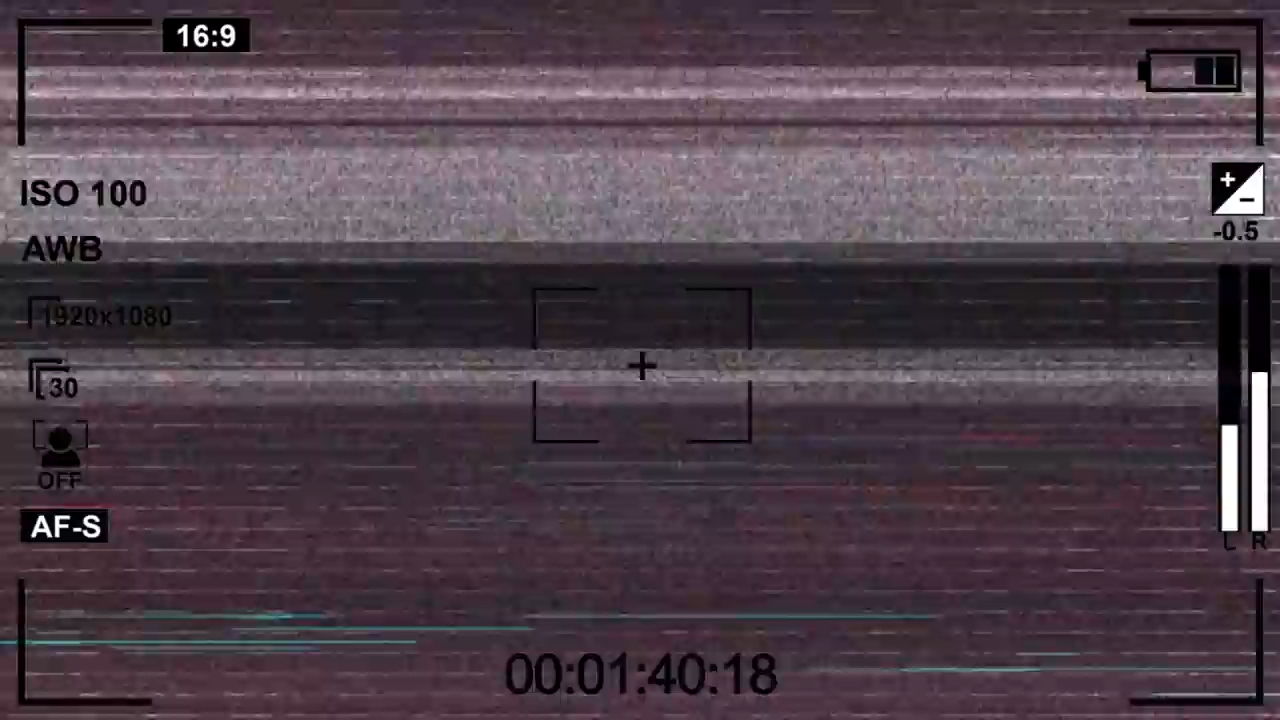 16:9
ISO 100
+
-
-0.5
AWB
1920x1080
30
OFF
AF-S
L R
00:01:40:18